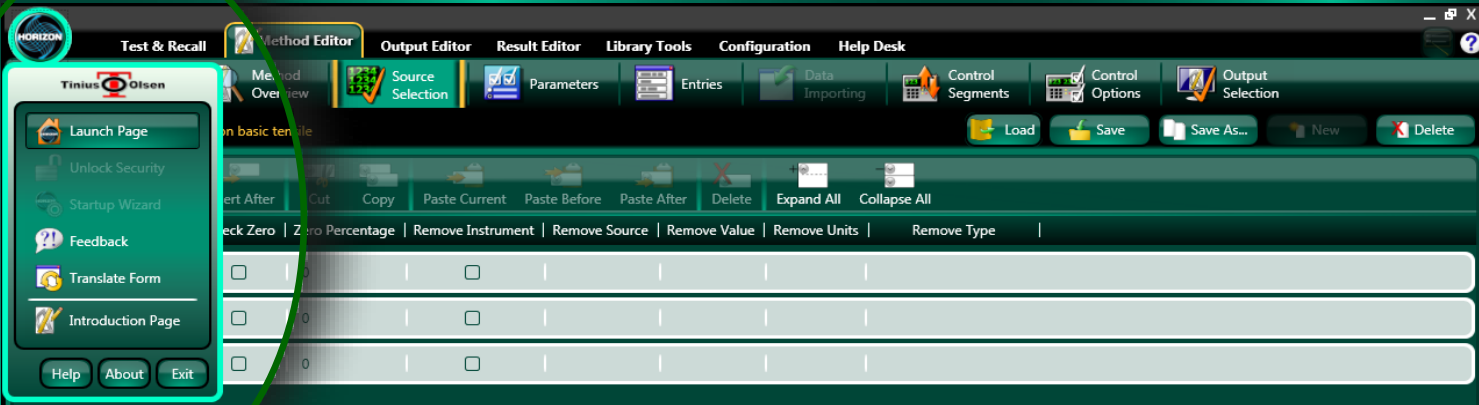 HORIZON
Test & Recall Method Editor Output Editor Result Editor Library Tools Configuration Help Desk
Tinius Olsen
Method Overview
Source Selection
Parameters
Entries
Data Importing
Control Segments
Control Options
Output Selection
on basic tensile
Load Save Save As... New Delete
Launch Page
Unlock Security
Startup Wizard
Feedback
Translate Form
Introduction Page
Help About Exit
ert After Cut Copy Paste Current Paste Before Paste After Delete Expand All Collapse All
eck Zero | Zero Percentage | Remove Instrument | Remove Source | Remove Value | Remove Units | Remove Type |
0
0
0